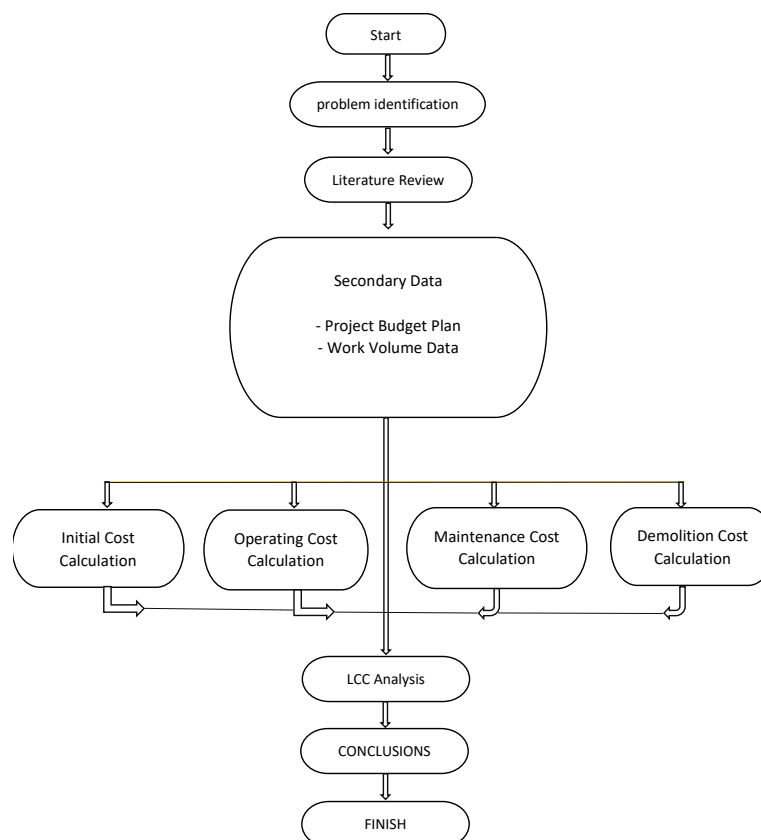 Start
problem identification
Literature Review
Secondary Data
- Project Budget Plan
- Work Volume Data
Initial Cost
Calculation
Operating Cost
Calculation
Maintenance Cost
Calculation
Demolition Cost
Calculation
LCC Analysis
CONCLUSIONS
FINISH